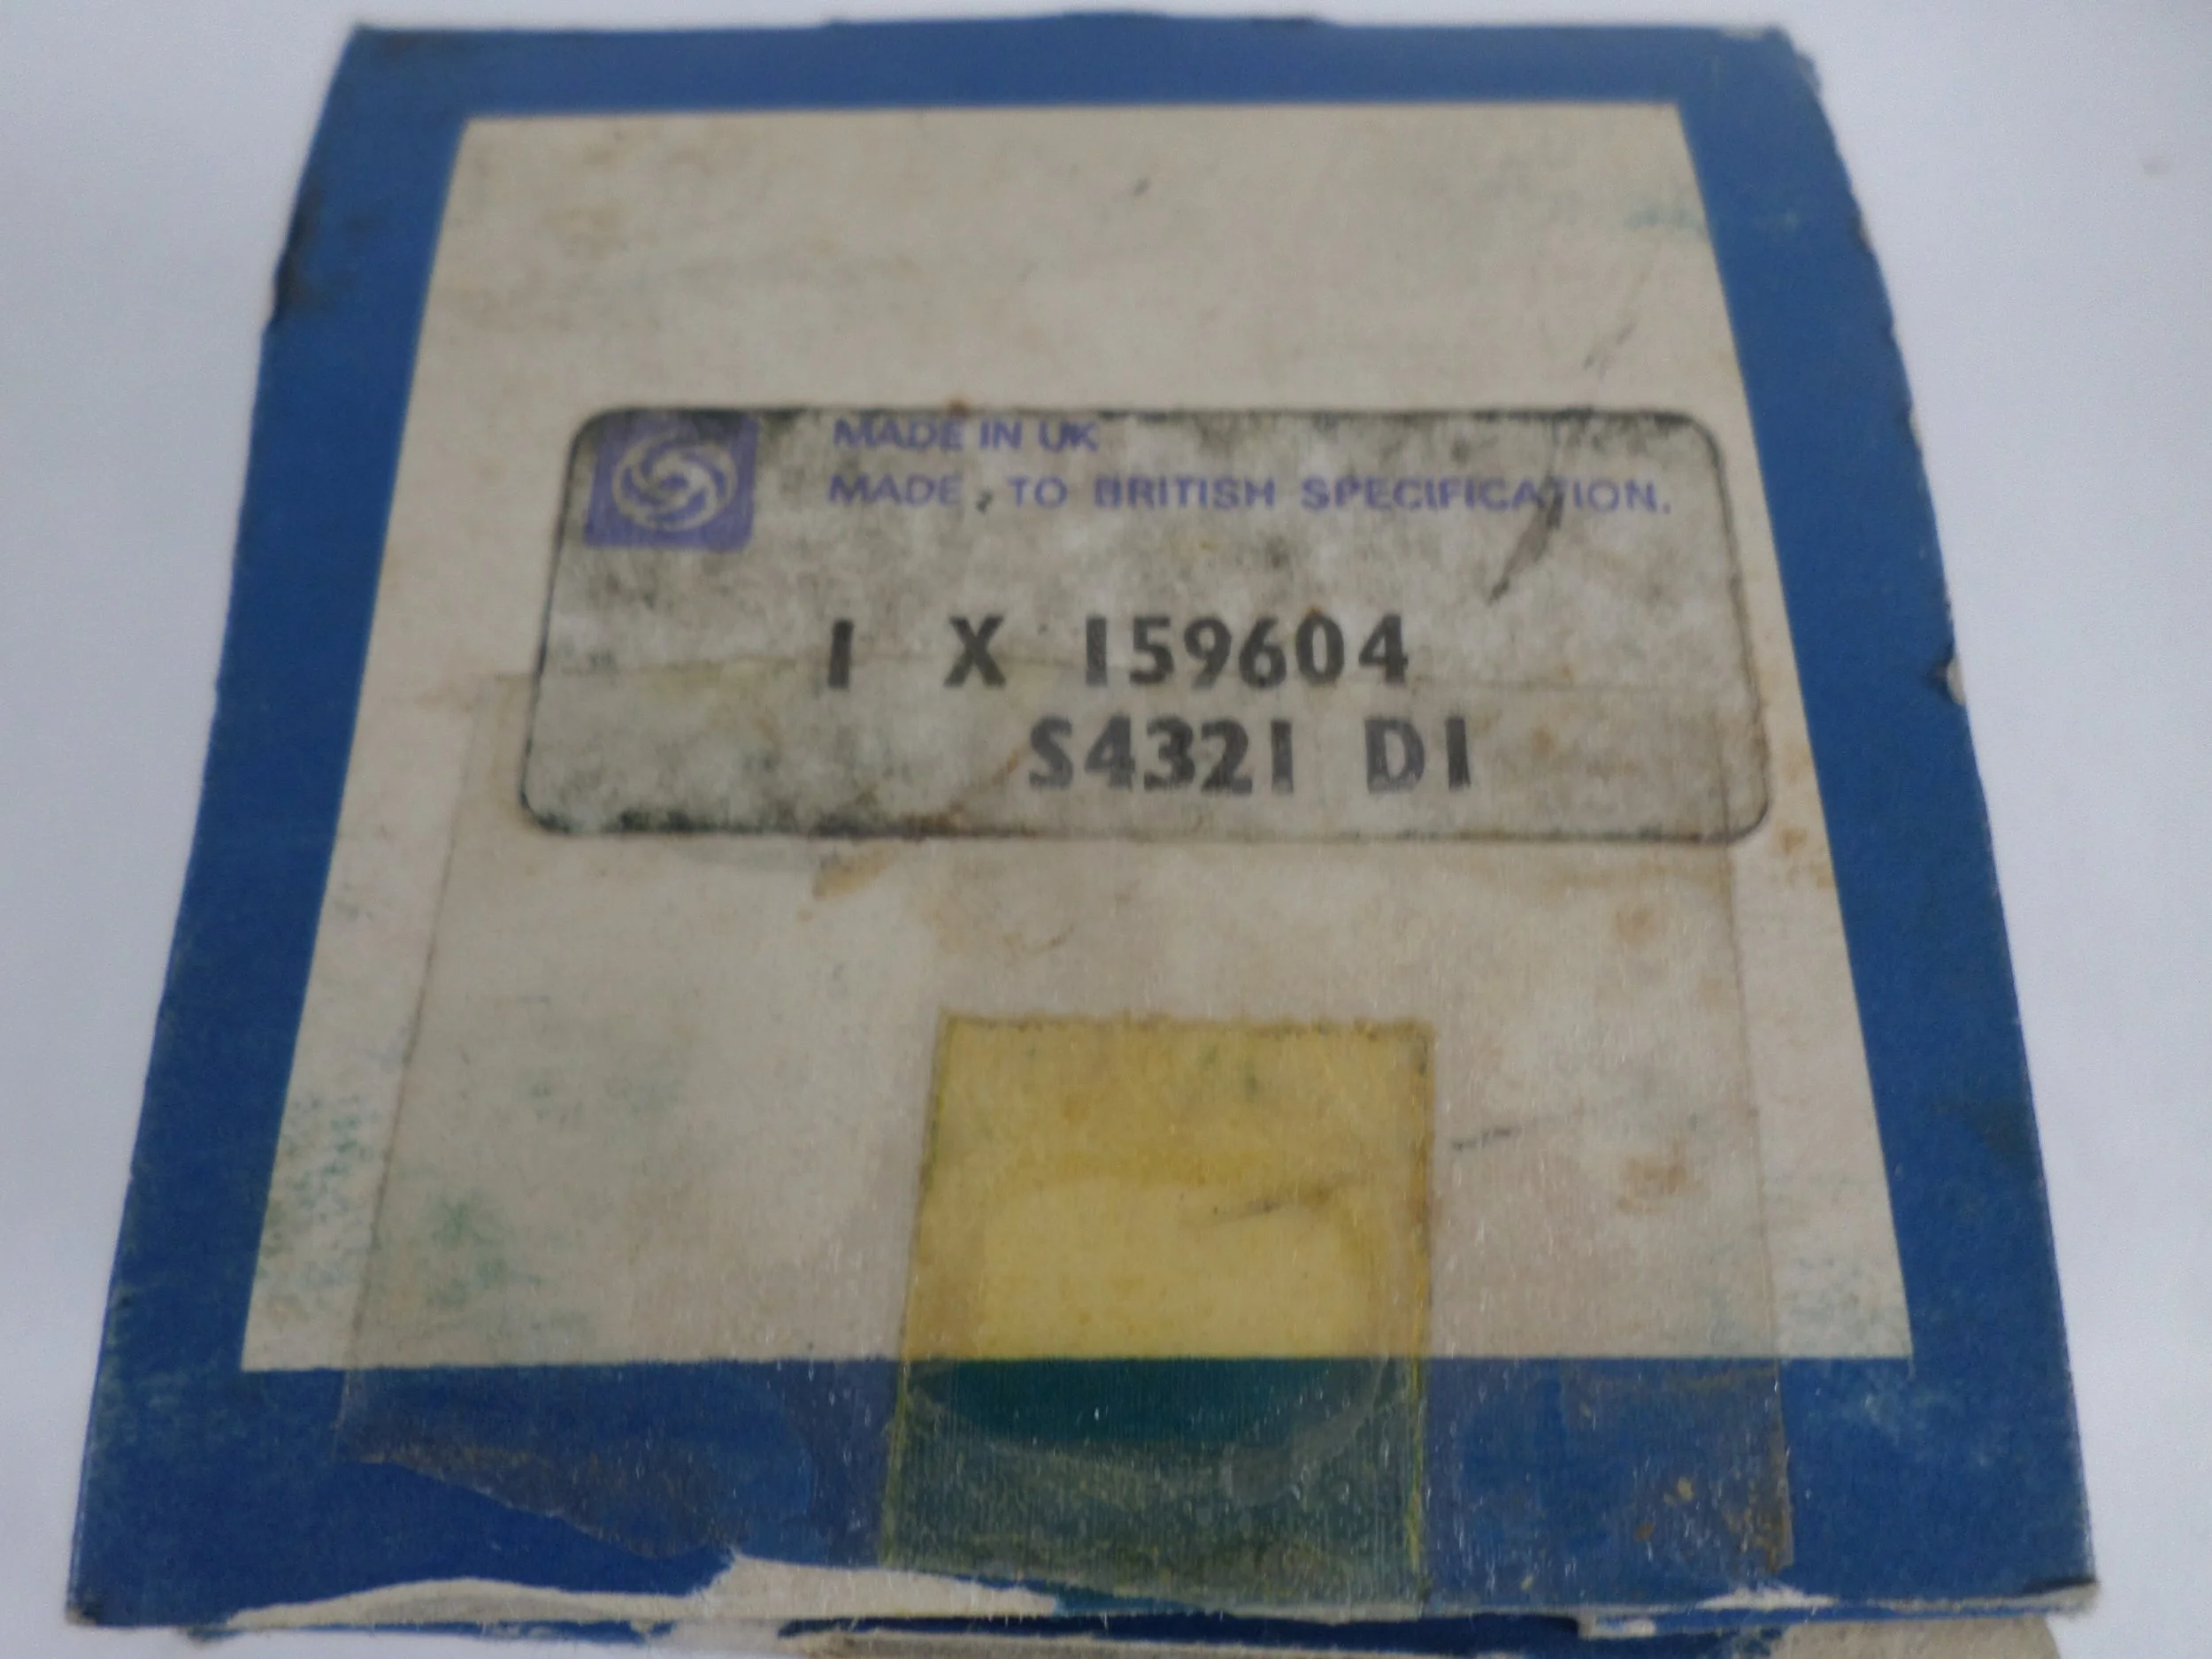 MADE IN UK
MADE TO BRITISH SPECIFICATION.
1 X 159604
S4321 D1